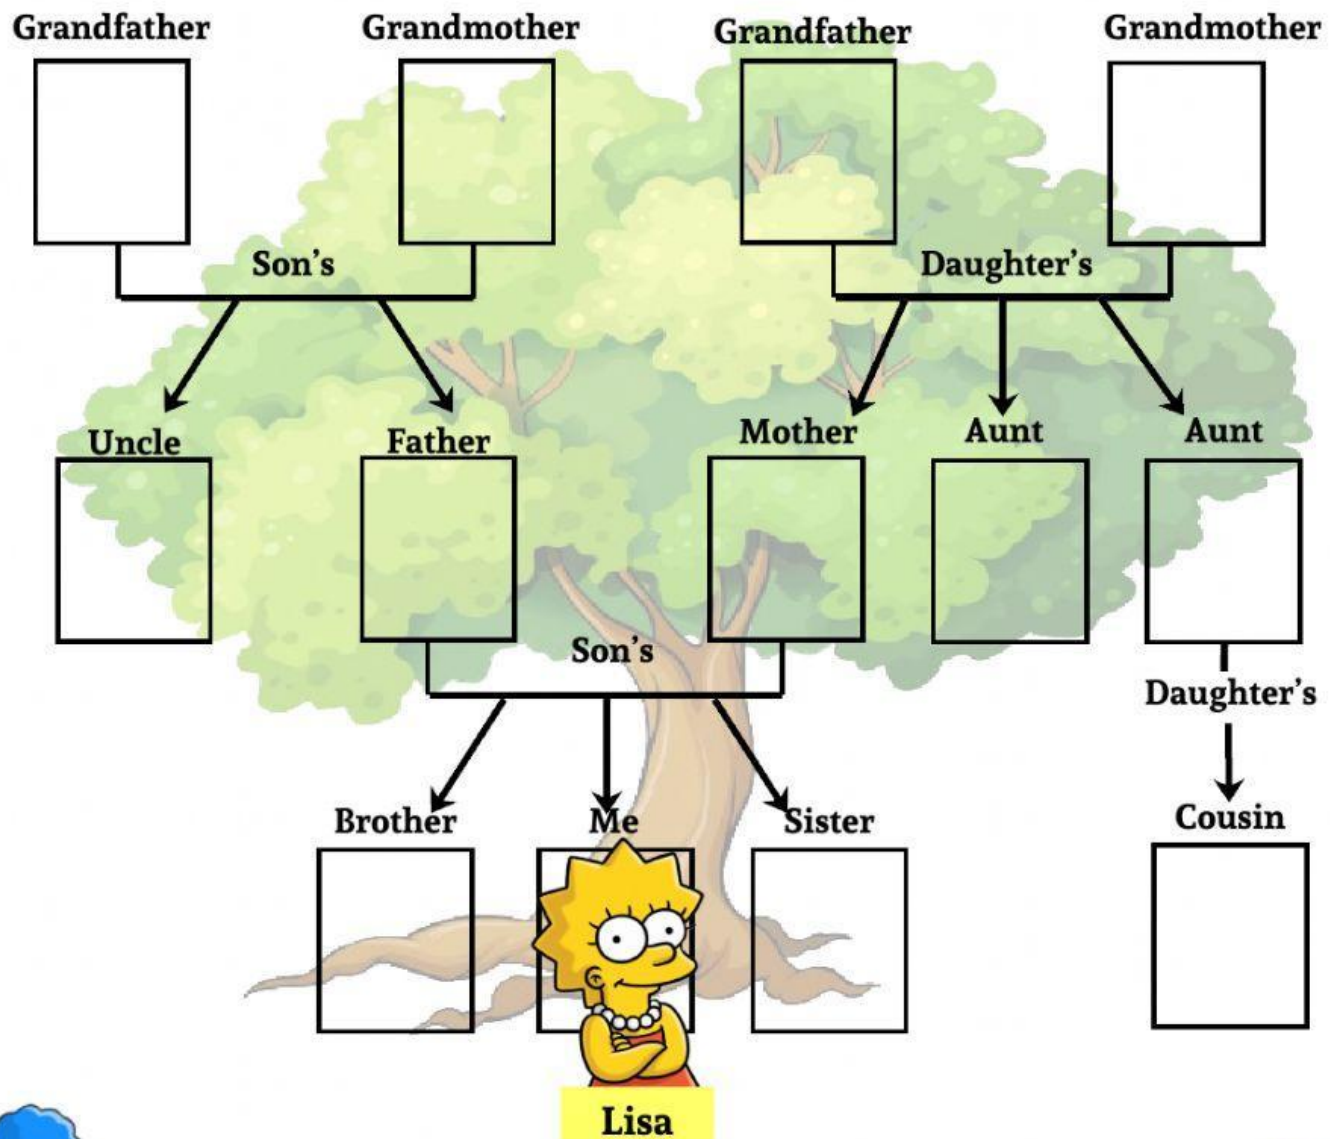 Grandfather
Grandmother
Grandfather
Grandmother
Son's
Daughter's
Uncle
Father
Mother
Aunt
Aunt
Son's
Daughter's
Brother
Me
Sister
Cousin
Lisa